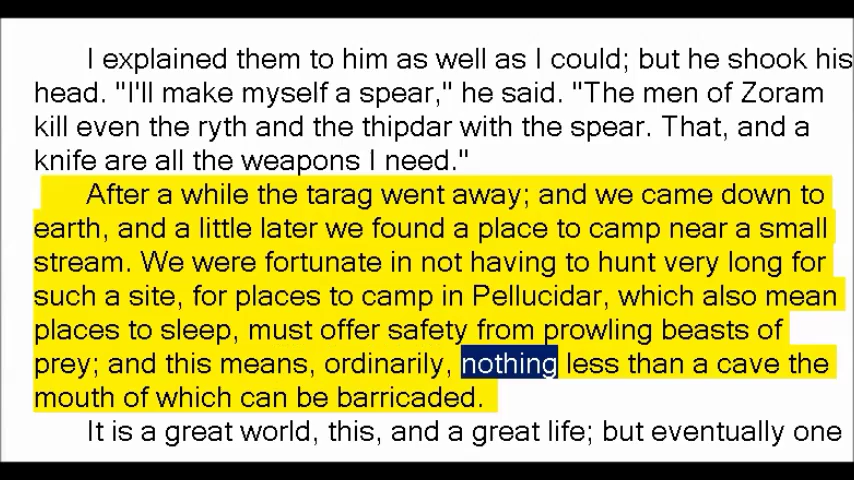 I explained them to him as well as I could; but he shook his
head. "I'll make myself a spear," he said. "The men of Zoram
kill even the ryth and the thipdar with the spear. That, and a
knife are all the weapons I need."
After a while the tarag went away; and we came down to
earth, and a little later we found a place to camp near a small
stream. We were fortunate in not having to hunt very long for
such a site, for places to camp in Pellucidar, which also mean
places to sleep, must offer safety from prowling beasts of
prey; and this means, ordinarily, nothing less than a cave the
mouth of which can be barricaded.
It is a great world, this, and a great life; but eventually one